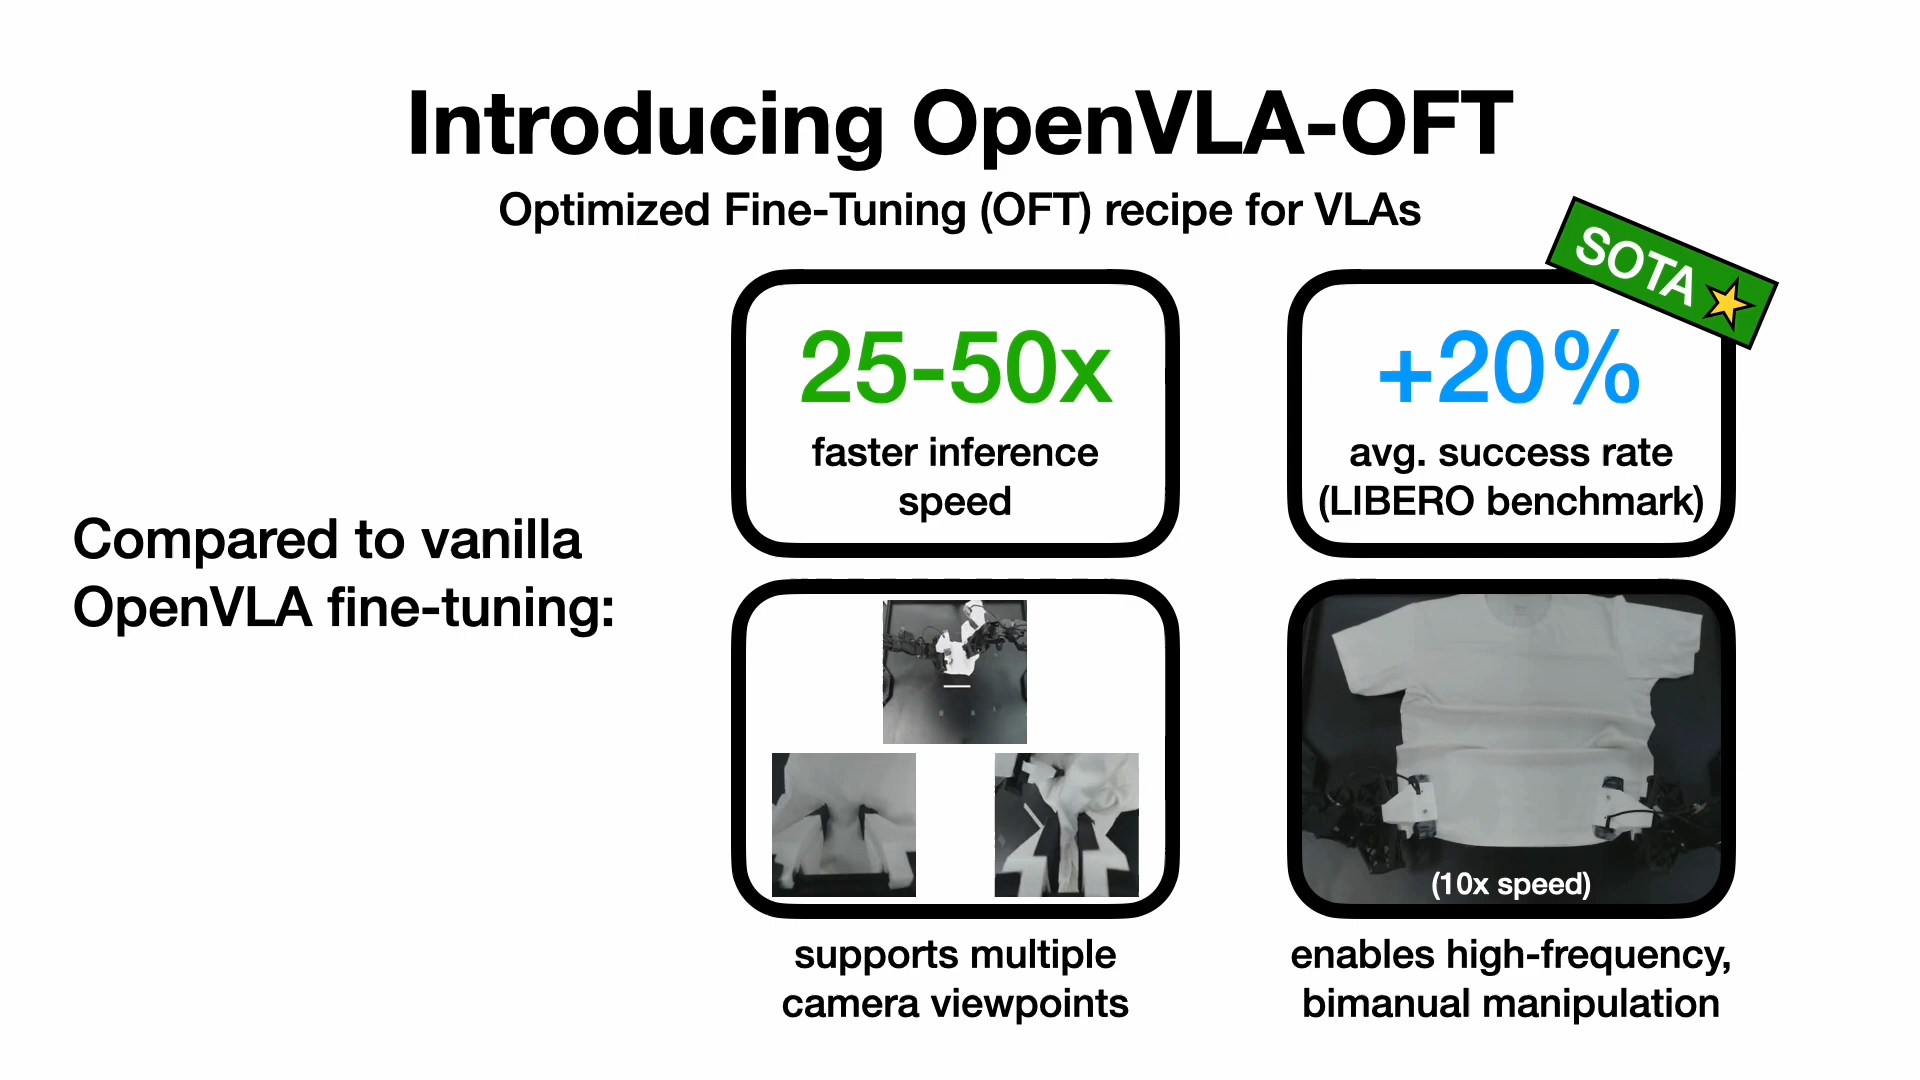 Introducing OpenVLA-OFT
Optimized Fine-Tuning (OFT) recipe for VLAs
SOTA
Compared to vanilla
OpenVLA fine-tuning:
25-50x
faster inference
speed
+20%
avg. success rate
(LIBERO benchmark)
supports multiple
camera viewpoints
(10x speed)
enables high-frequency,
bimanual manipulation